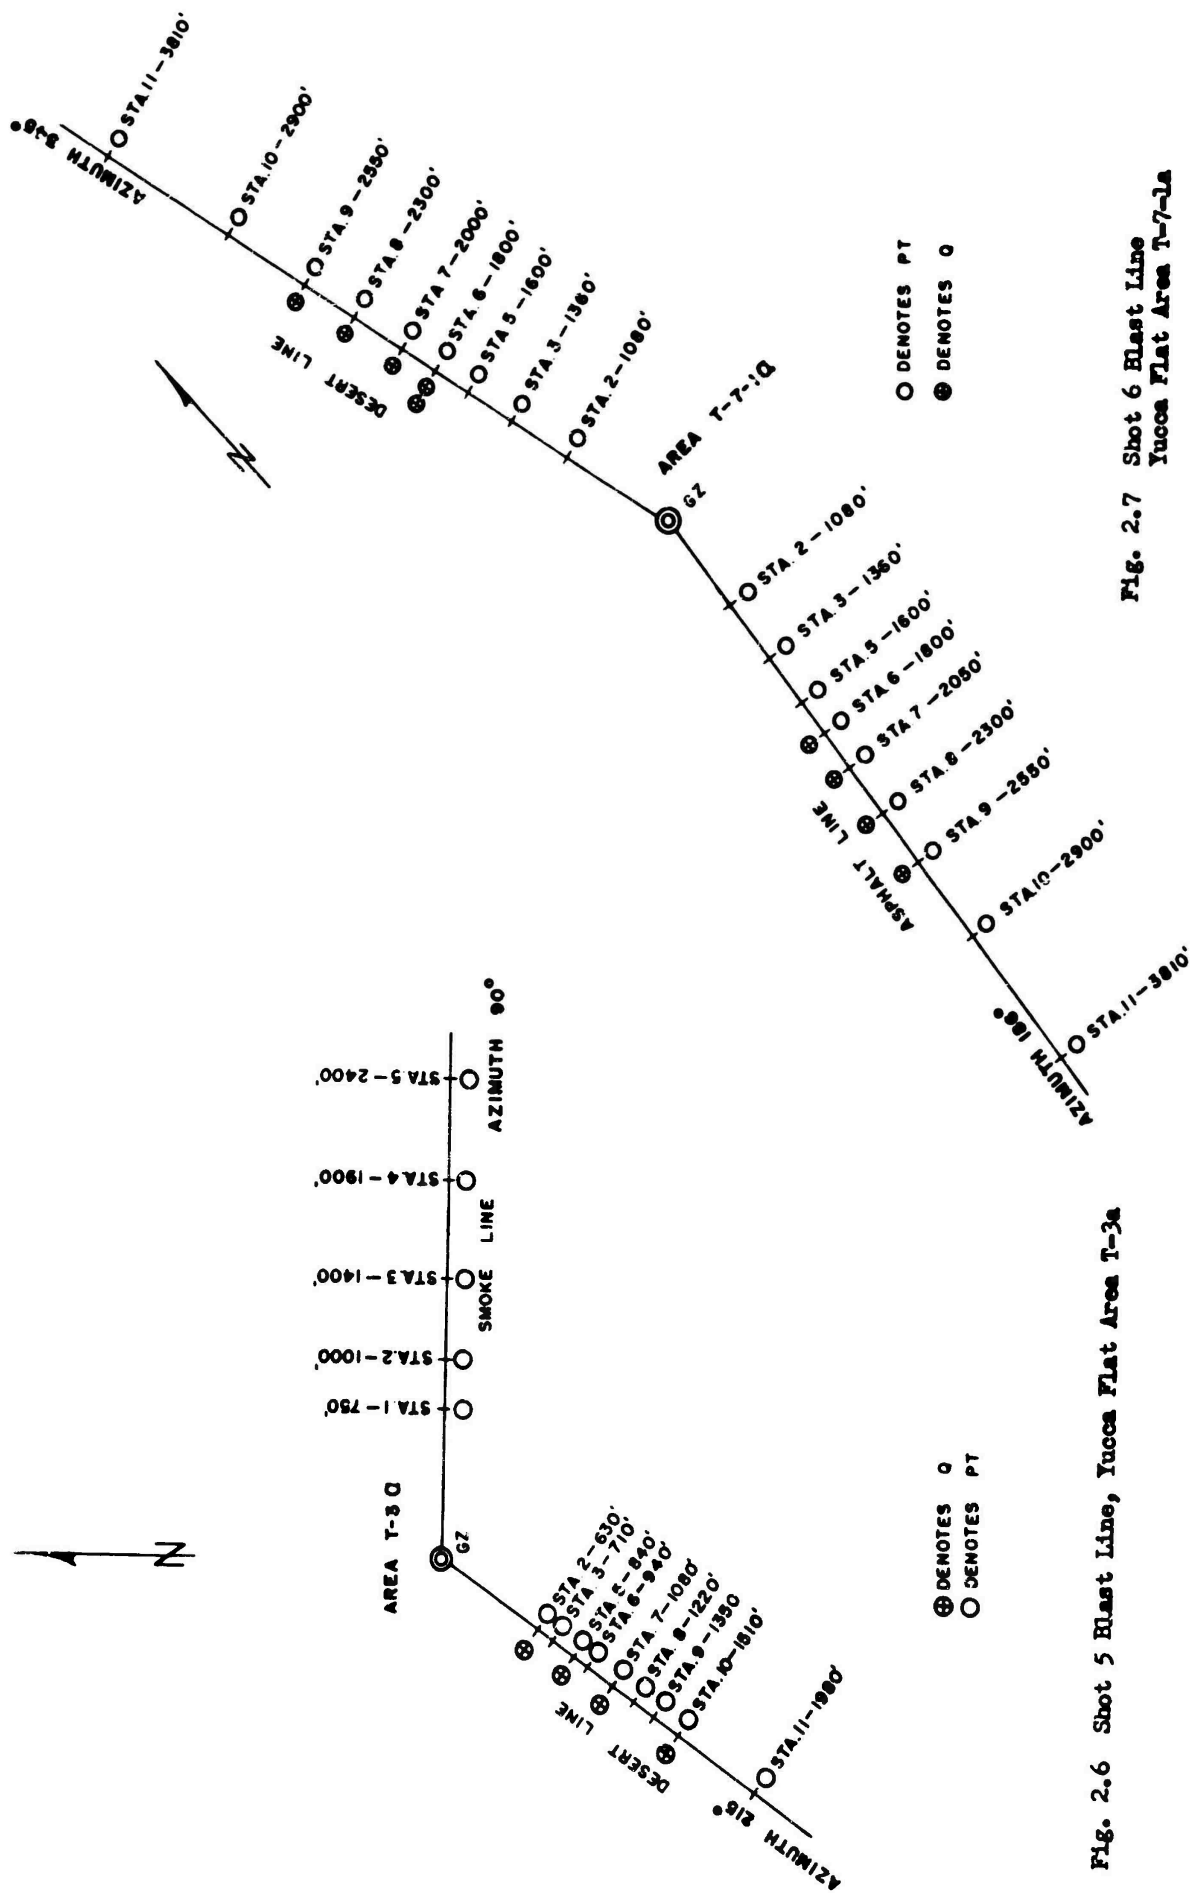 N
AREA T-3a
GZ
STA. 1-750'
STA. 2-1000'
STA. 3-1400'
STA. 4-1900'
STA. 5-2400'
SMOKE LINE
AZIMUTH 90°
STA. 2-630'
STA. 3-710'
STA. 5-840'
STA. 6-940'
STA. 7-1080'
STA. 8-1220'
STA. 9-1350
STA. 10-1510'
STA. 11-1980'
DESERT LINE
AZIMUTH 215°
DENOTES Q
DENOTES PT
Fig. 2.6 Shot 5 Blast Line, Yucca Flat Area T-3a
N
AZIMUTH
STA. 11-3810'
STA. 10-2900'
STA. 9-2550'
STA. 8-2300'
STA 7-2000'
STA. 6-1800'
STA. 5-1600'
STA. 3-1360'
STA. 2-1080'
DESERT LINE
AREA T-7-1a
GZ
STA. 2-1080'
STA. 3-1360'
STA. 5-1600'
STA. 6-1800'
STA. 7-2050'
STA. 8-2300'
STA. 9-2550'
STA. 10-2900'
STA. 11-3810'
ASPHALT LINE
AZIMUTH
DENOTES PT
DENOTES Q
Fig. 2.7 Shot 6 Blast Line
Yucca Flat Area T-7-1a